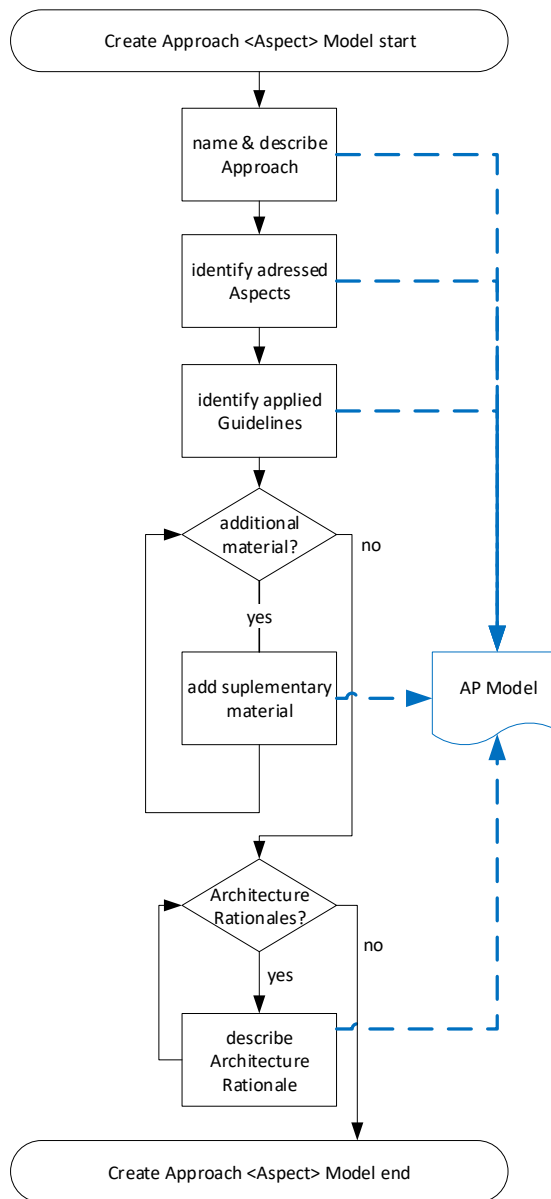 Create Approach <Aspect> Model start
name & describe
Approach
identify adressed
Aspects
identify applied
Guidelines
additional
material?
no
yes
add suplementary
material
AP Model
Architecture
Rationales?
no
yes
describe
Architecture
Rationale
Create Approach <Aspect> Model end